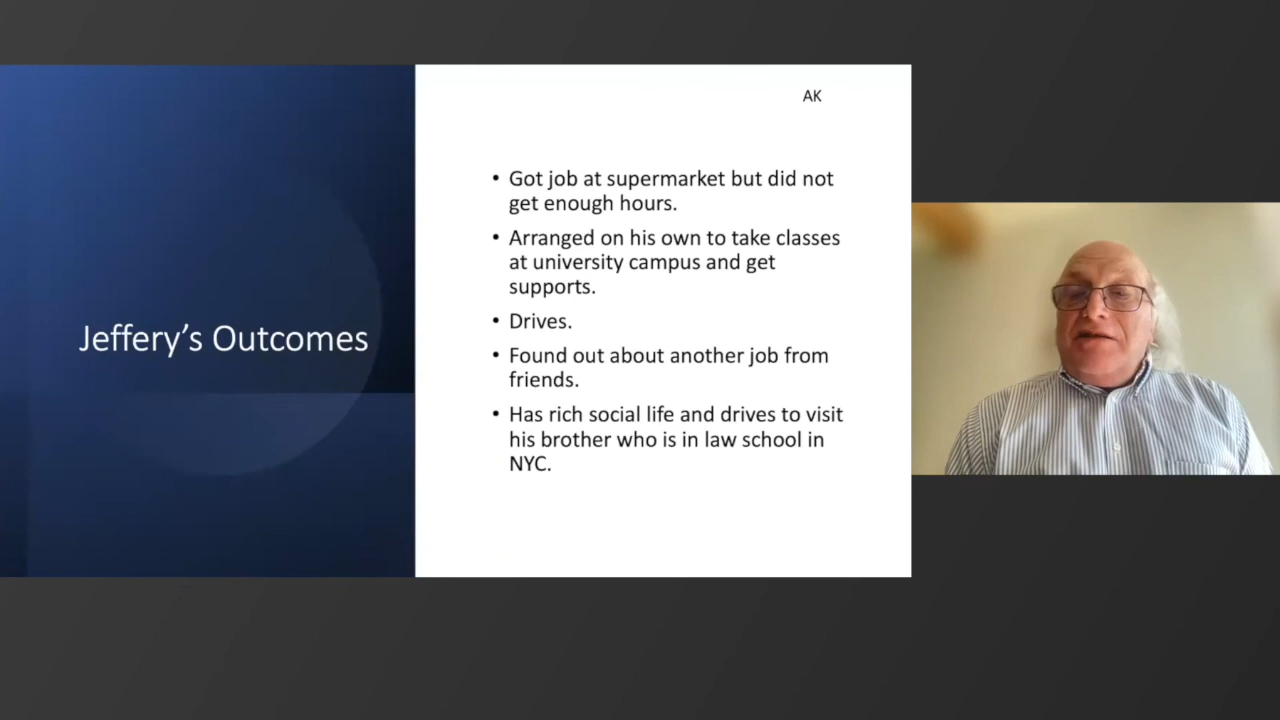 AK
Jeffery’s Outcomes
• Got job at supermarket but did not
get enough hours.
• Arranged on his own to take classes
at university campus and get
supports.
• Drives.
• Found out about another job from
friends.
• Has rich social life and drives to visit
his brother who is in law school in
NYC.